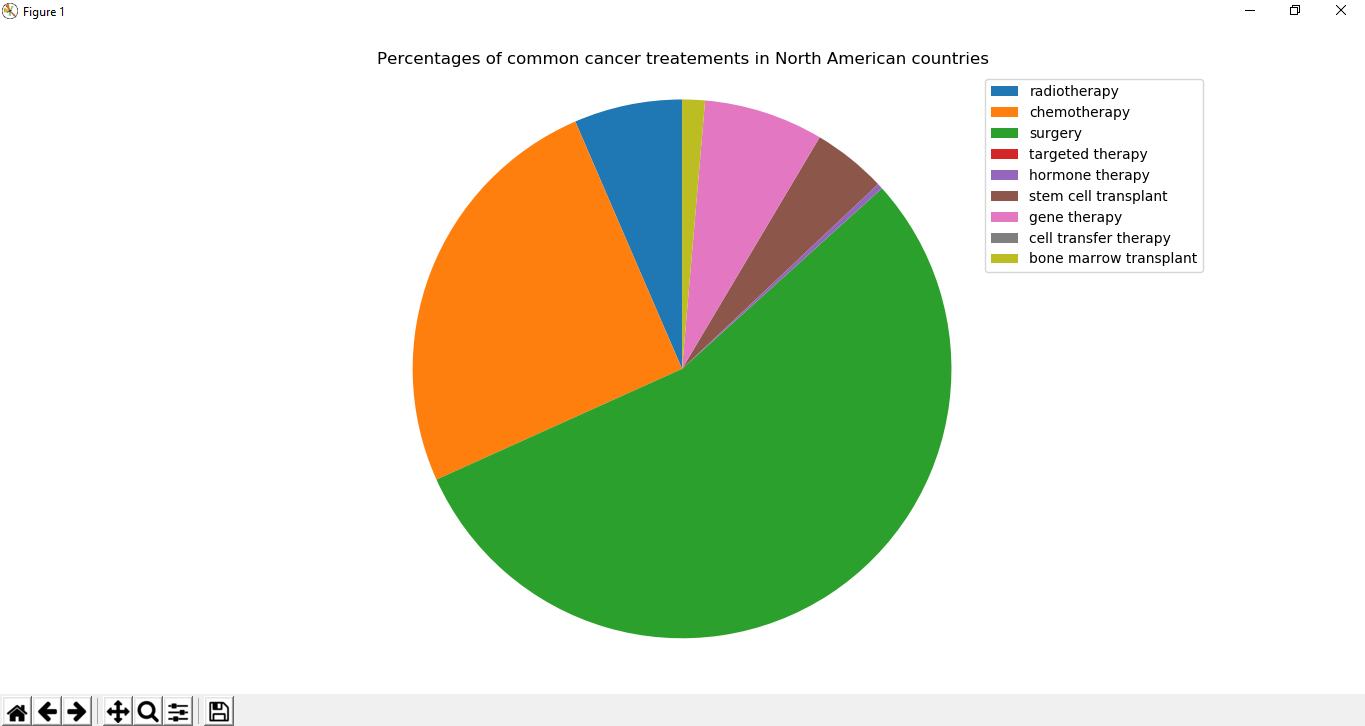 Figure 1
Percentages of common cancer treatements in North American countries
radiotherapy
chemotherapy
surgery
targeted therapy
hormone therapy
stem cell transplant
gene therapy
cell transfer therapy
bone marrow transplant